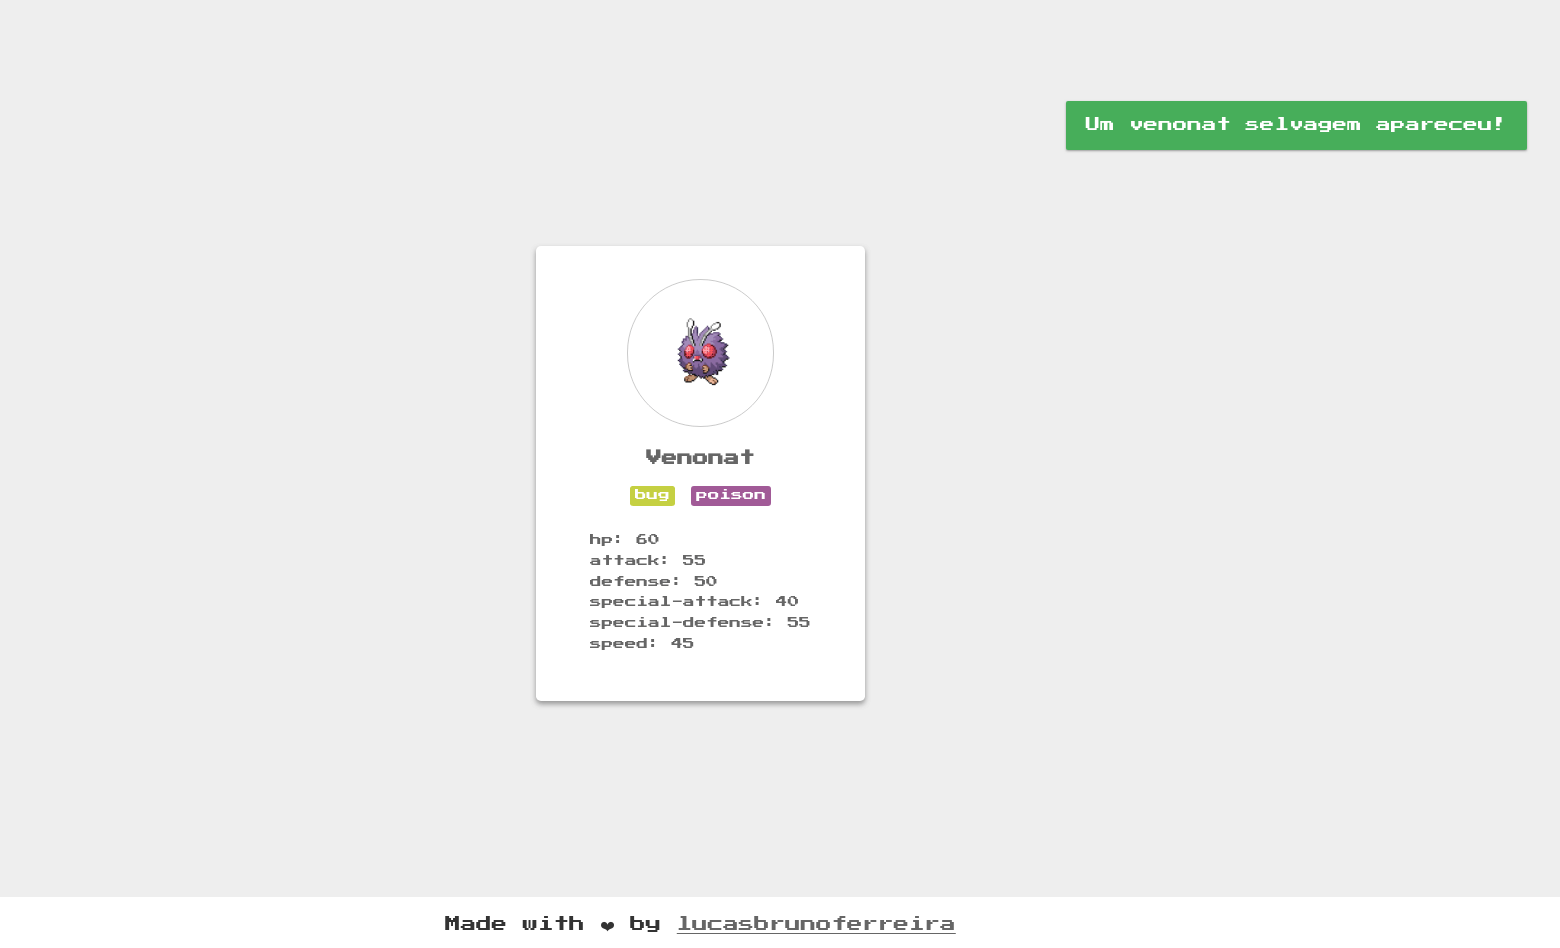 Um venonat selvagem apareceu!
Venonat
bug poison
hp: 60
attack: 55
defense: 50
special-attack: 40
special-defense: 55
speed: 45
Made with ❤ by lucasbrunoferreira